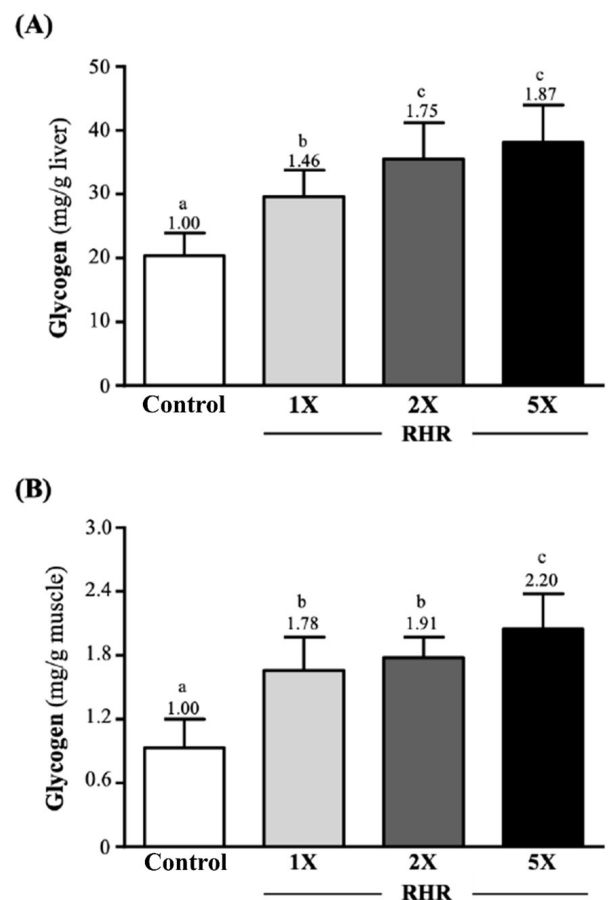 (A)
Glycogen (mg/g liver)
50
40
30
20
10
0
a
1.00
b
1.46
c
1.75
c
1.87
Control 1X 2X 5X
RHR
(B)
Glycogen (mg/g muscle)
3.0
2.4
1.8
1.2
0.6
0
a
1.00
b
1.78
b
1.91
c
2.20
Control 1X 2X 5X
RHR